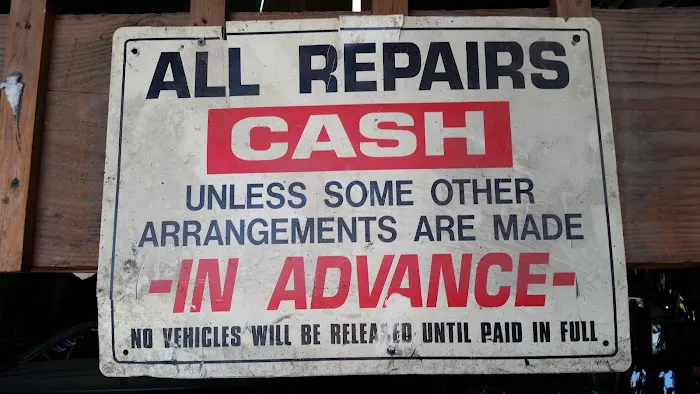 ALL REPAIRS
CASH
UNLESS SOME OTHER
ARRANGEMENTS ARE MADE
-IN ADVANCE-
NO VEHICLES WILL BE RELEASED UNTIL PAID IN FULL